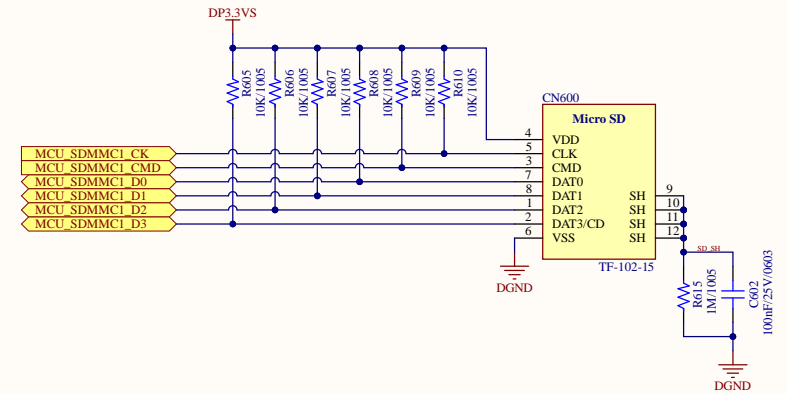 DP3.3VS
R605
10K/1005
R606
10K/1005
R607
10K/1005
R608
10K/1005
R609
10K/1005
R610
10K/1005
CN600
Micro SD
MCU_SDMMC1_CK
MCU_SDMMC1_CMD
MCU_SDMMC1_D0
MCU_SDMMC1_D1
MCU_SDMMC1_D2
MCU_SDMMC1_D3
4 VDD
5 CLK
3 CMD
7 DAT0
8 DAT1 SH 9
1 DAT2 SH 10
2 DAT3/CD SH 11
6 VSS SH 12
TF-102-15
DGND
SD_SH
R615
1M/1005
C602
100nF/25V/0603
DGND